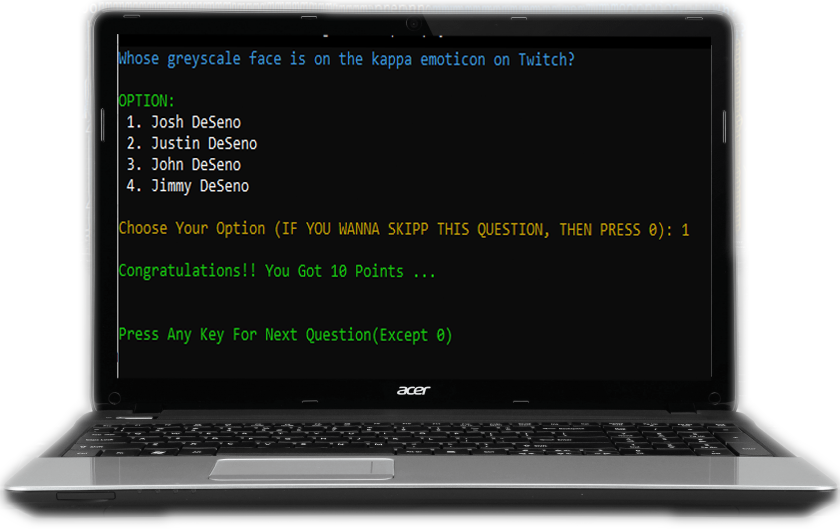 Whose greyscale face is on the kappa emoticon on Twitch?
OPTION:
1. Josh DeSeno
2. Justin DeSeno
3. John DeSeno
4. Jimmy DeSeno
Choose Your Option (IF YOU WANNA SKIPP THIS QUESTION, THEN PRESS 0): 1
Congratulations!! You Got 10 Points ...
Press Any Key For Next Question(Except 0)
acer